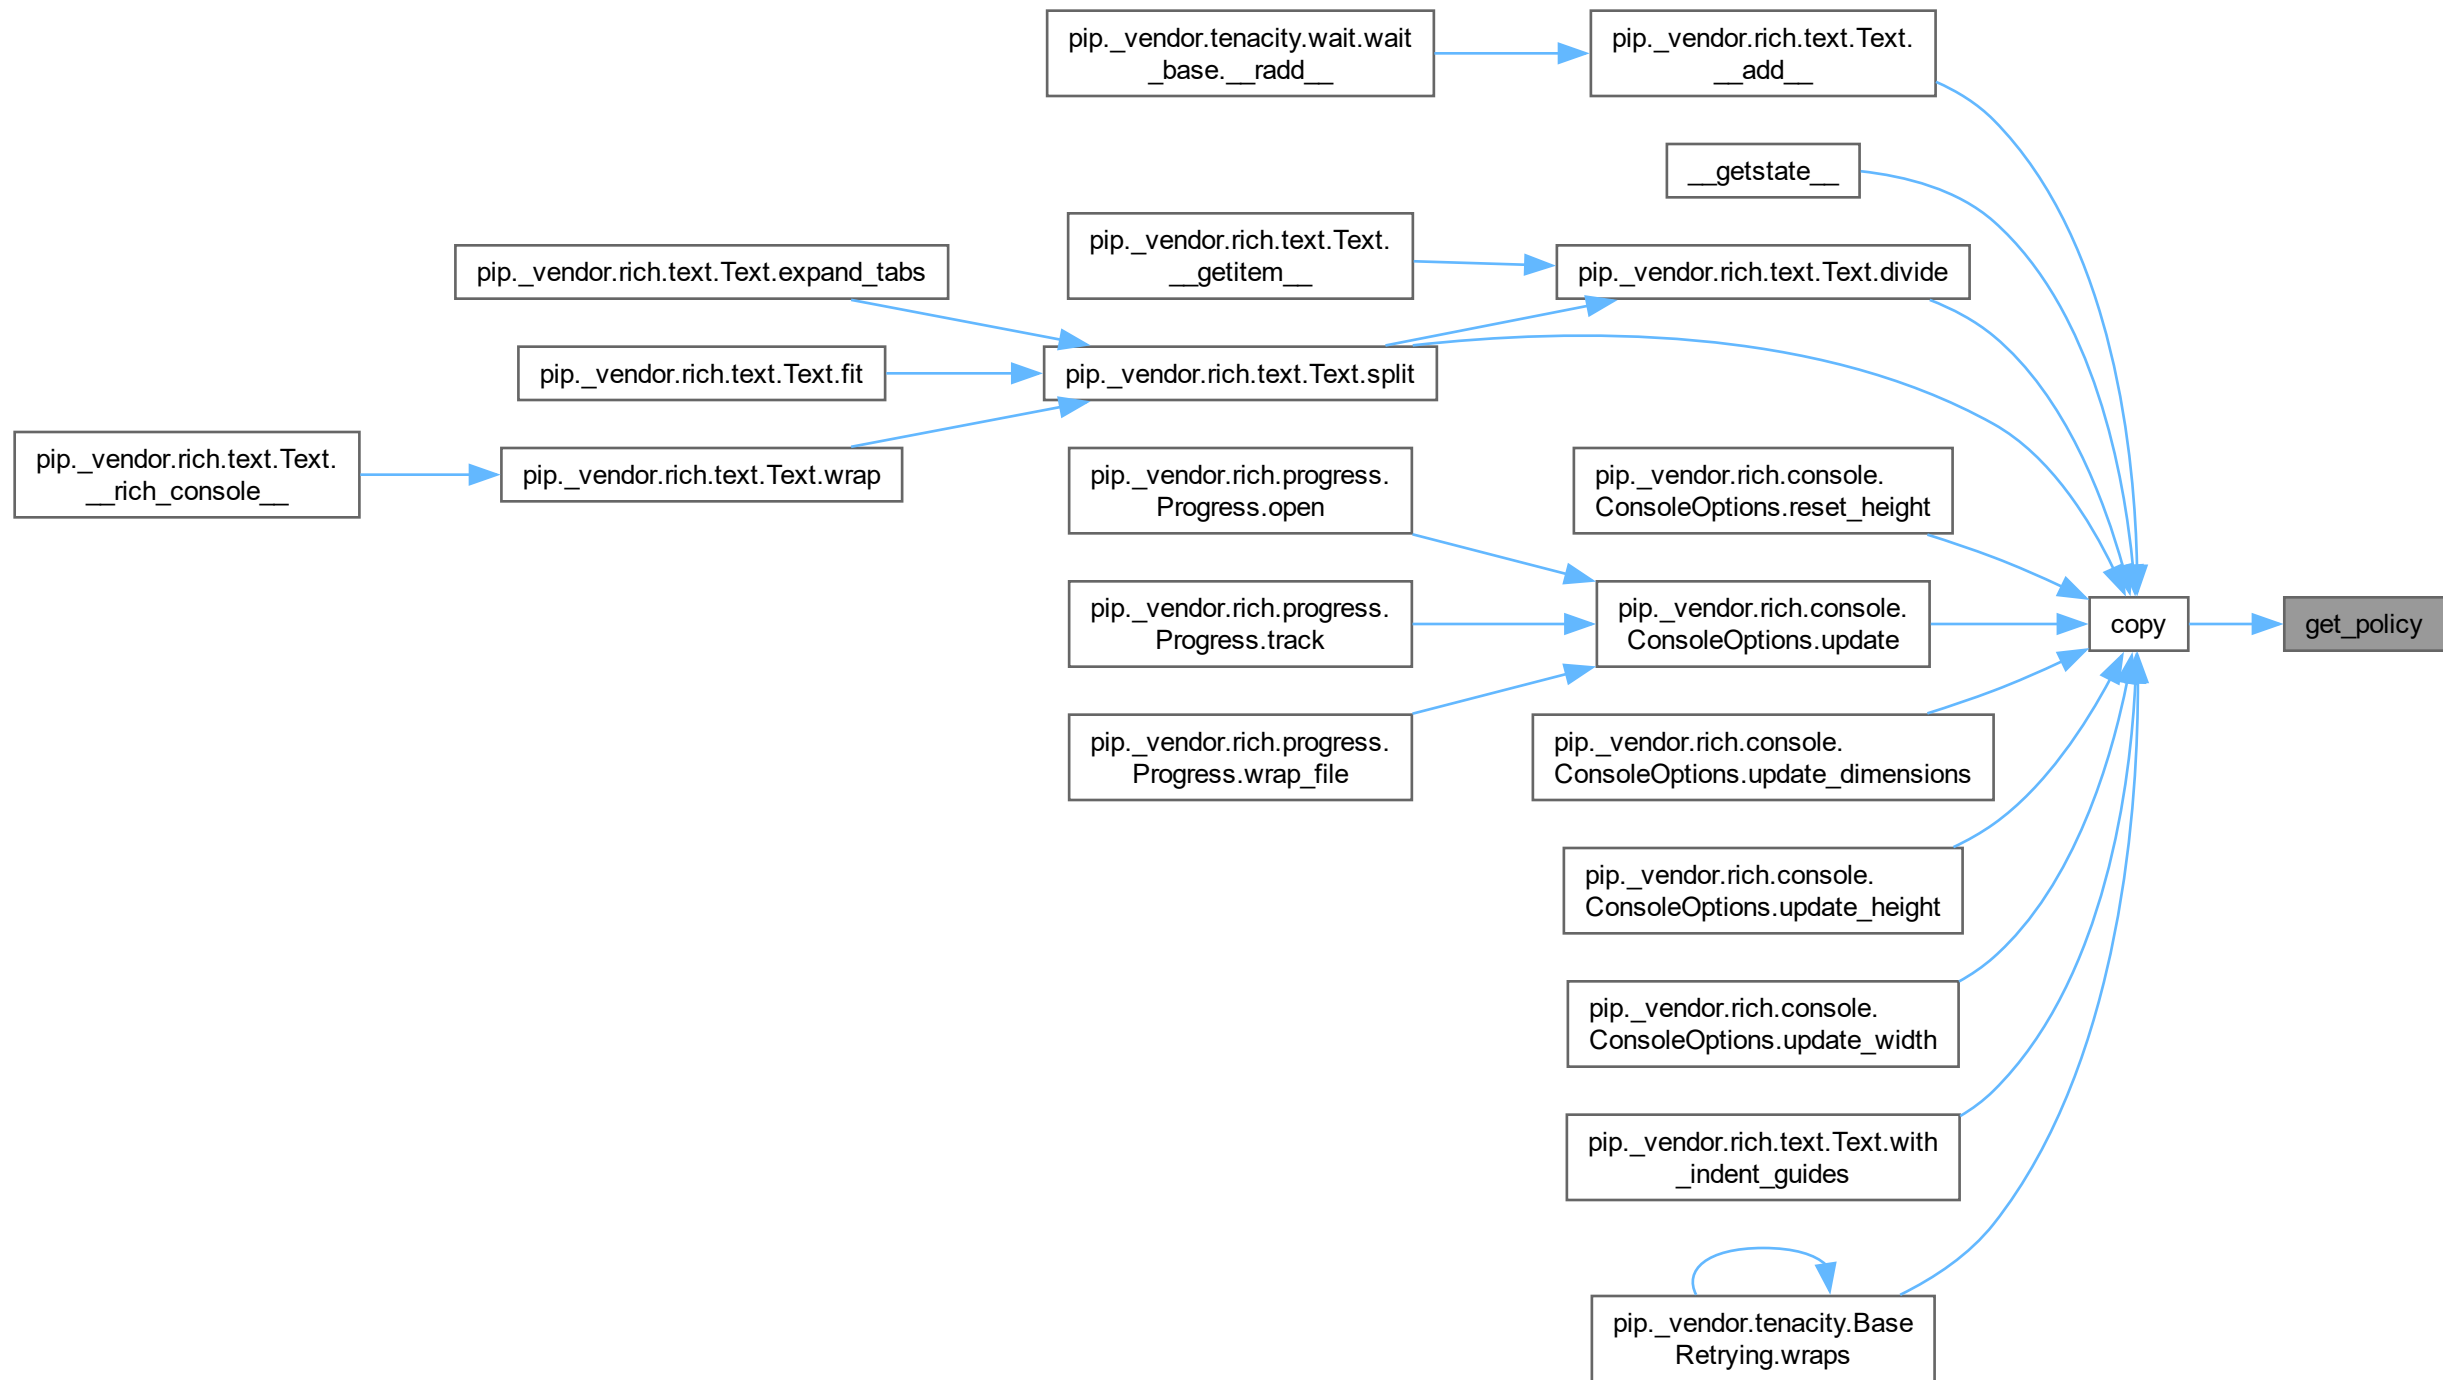 pip._vendor.tenacity.wait.wait
_base.__radd__
pip._vendor.rich.text.Text.
__add__
__getstate__
pip._vendor.rich.text.Text.
__getitem__
pip._vendor.rich.text.Text.expand_tabs
pip._vendor.rich.text.Text.divide
pip._vendor.rich.text.Text.fit
pip._vendor.rich.text.Text.split
pip._vendor.rich.text.Text.
__rich_console__
pip._vendor.rich.text.Text.wrap
pip._vendor.rich.progress.
Progress.open
pip._vendor.rich.console.
ConsoleOptions.reset_height
pip._vendor.rich.progress.
Progress.track
pip._vendor.rich.console.
ConsoleOptions.update
copy
get_policy
pip._vendor.rich.progress.
Progress.wrap_file
pip._vendor.rich.console.
ConsoleOptions.update_dimensions
pip._vendor.rich.console.
ConsoleOptions.update_height
pip._vendor.rich.console.
ConsoleOptions.update_width
pip._vendor.rich.text.Text.with
_indent_guides
pip._vendor.tenacity.Base
Retrying.wraps